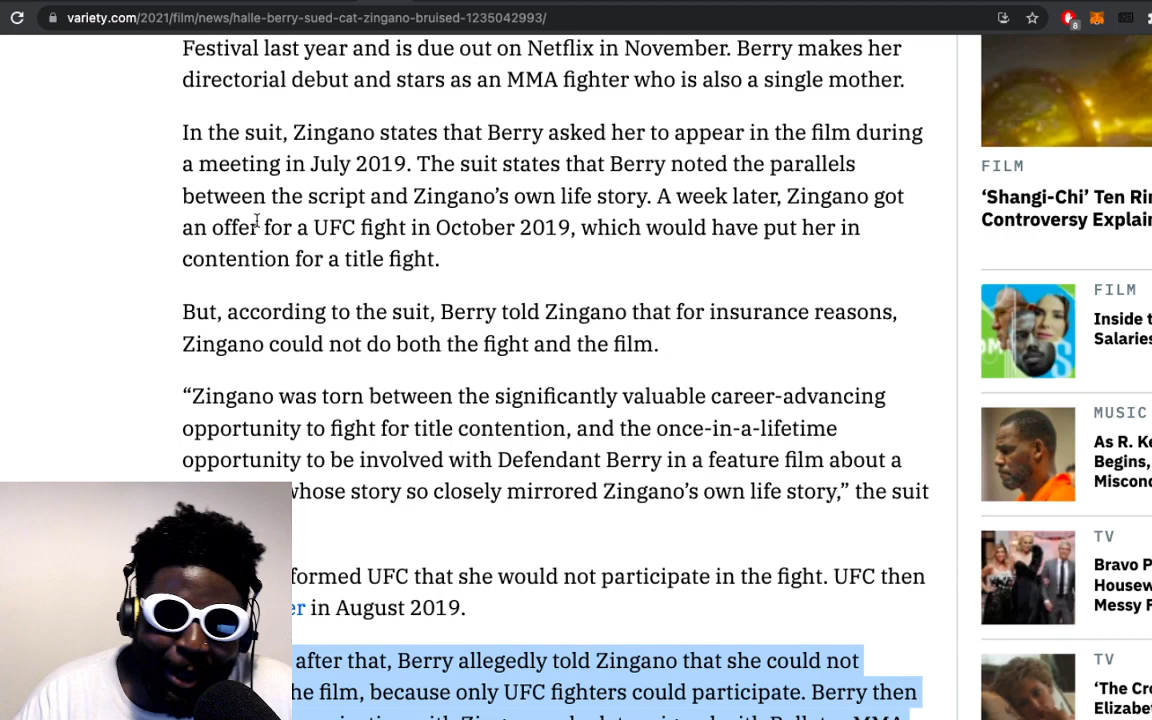 variety.com/2021/film/news/halle-berry-sued-cat-zingano-bruised-1235042993/
8
Festival last year and is due out on Netflix in November. Berry makes her
directorial debut and stars as an MMA fighter who is also a single mother.
In the suit, Zingano states that Berry asked her to appear in the film during
a meeting in July 2019. The suit states that Berry noted the parallels
between the script and Zingano’s own life story. A week later, Zingano got
an offer for a UFC fight in October 2019, which would have put her in
contention for a title fight.
But, according to the suit, Berry told Zingano that for insurance reasons,
Zingano could not do both the fight and the film.
“Zingano was torn between the significantly valuable career-advancing
opportunity to fight for title contention, and the once-in-a-lifetime
opportunity to be involved with Defendant Berry in a feature film about a
whose story so closely mirrored Zingano’s own life story,” the suit
formed UFC that she would not participate in the fight. UFC then
er in August 2019.
after that, Berry allegedly told Zingano that she could not
he film, because only UFC fighters could participate. Berry then
FILM
‘Shangi-Chi’ Ten Rin
Controversy Explain
FILM
Inside t
Salaries
MUSIC
As R. Ke
Begins,
Miscond
TV
Bravo P
Housew
Messy F
TV
‘The Cro
Elizabe